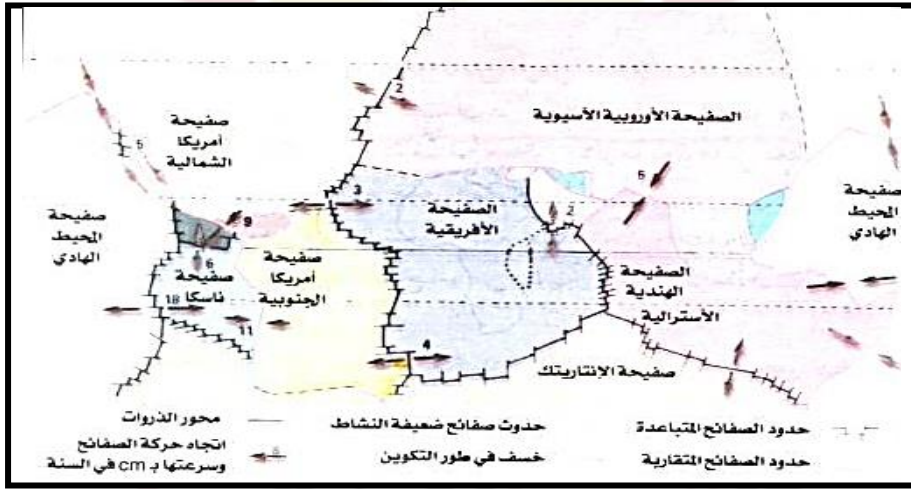 2
الصفيحة الأوروبية الأسيوية
صفيحة
أمريكا
الشمالية
5
6
صفيحة
المحيط
الهادي
3
2
9
الصفيحة
الأفريقية
صفيحة
المحيط
الهادي
6
صفيحة
ناسكا
صفيحة
أمريكا
الجنوبية
الصفيحة
الهندية
الأسترالية
18
11
4
صفيحة الإنتاريتك
حدود الصفائح المتباعدة
حدوث صفائح ضعيفة النشاط
محور الذروات
حدود الصفائح المتقاربة
خسف في طور التكوين
اتجاه حركة الصفائح
وسرعتها بـ cm في السنة